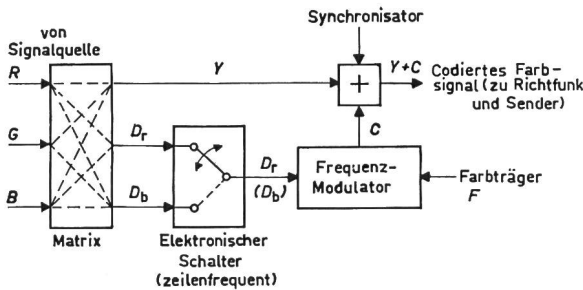 Synchronisator
von
Signalquelle
R
Y
+
Y+C
Codiertes Farb-
signal (zu Richtfunk
und Sender)
G
Dr
C
Dr
(Db)
Frequenz-
Modulator
Farbträger
F
B
Db
Matrix
Elektronischer
Schalter
(zeilenfrequent)